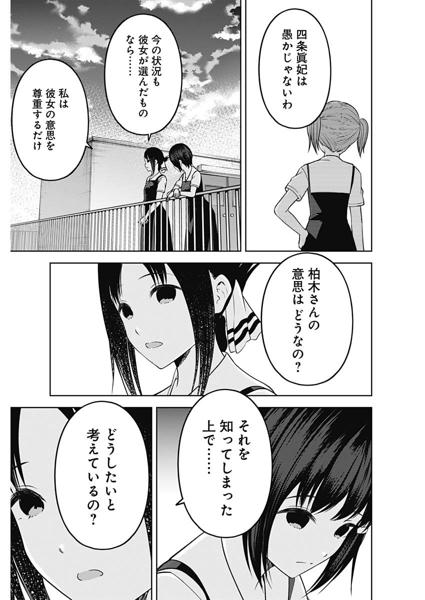 四条眞妃は
愚かじゃないわ
今の状況も
彼女が選んだもの
なら……
私は
彼女の意思を
尊重するだけ
柏木さんの
意思はどうなの？
それを
知ってしまった
上で……
どうしたいと
考えているの？